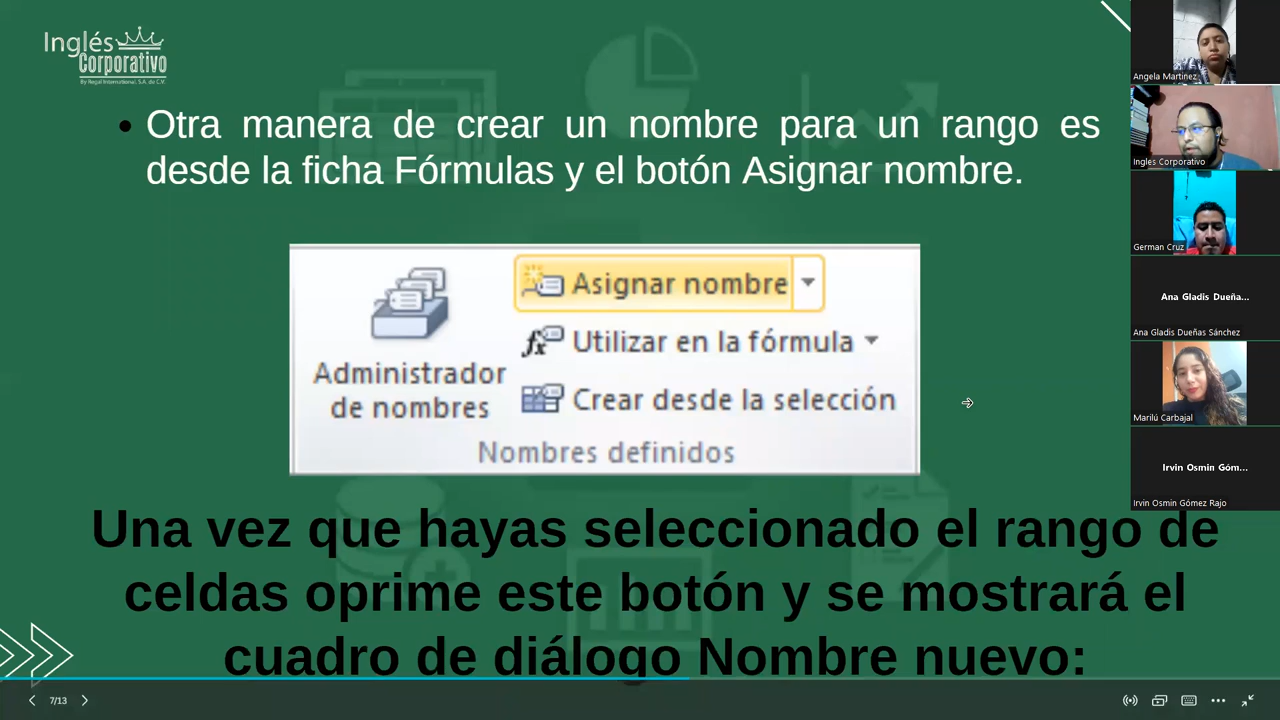 Inglés
Corporativo
By Regal International, S.A. de C.V.
• Otra manera de crear un nombre para un rango es
desde la ficha Fórmulas y el botón Asignar nombre.
Administrador
de nombres
Asignar nombre
Utilizar en la fórmula
Crear desde la selección
Nombres definidos
Una vez que hayas seleccionado el rango de
celdas oprime este botón y se mostrará el
cuadro de diálogo Nombre nuevo:
7/13
Angela Martinez
Ingles Corporativo
German Cruz
Ana Gladis Dueña...
Ana Gladis Dueñas Sánchez
Marilú Carbajal
Irvin Osmin Góm...
Irvin Osmin Gómez Rajo